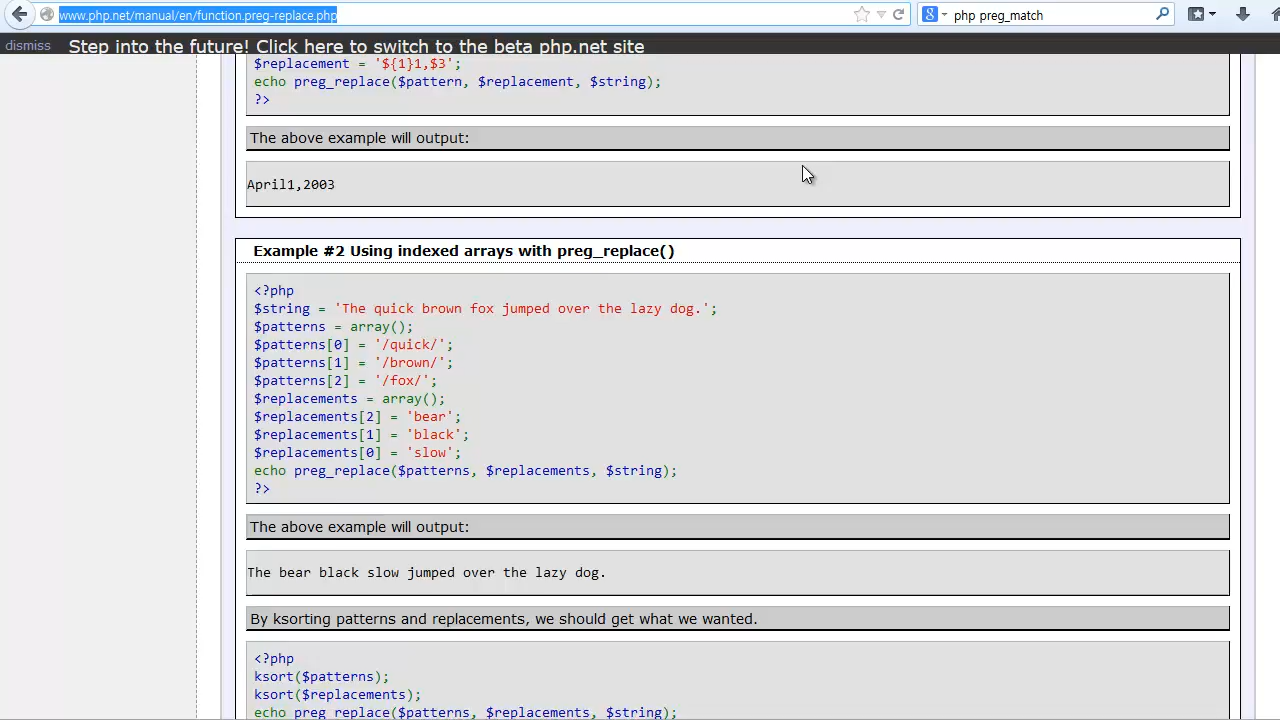 www.php.net/manual/en/function.preg-replace.php
php preg_match
dismiss
Step into the future! Click here to switch to the beta php.net site
$replacement = '${1}1,$3';
echo preg_replace($pattern, $replacement, $string);
?>
The above example will output:
April1,2003
Example #2 Using indexed arrays with preg_replace()
<?php
$string = 'The quick brown fox jumped over the lazy dog.';
$patterns = array();
$patterns[0] = '/quick/';
$patterns[1] = '/brown/';
$patterns[2] = '/fox/';
$replacements = array();
$replacements[2] = 'bear';
$replacements[1] = 'black';
$replacements[0] = 'slow';
echo preg_replace($patterns, $replacements, $string);
?>
The above example will output:
The bear black slow jumped over the lazy dog.
By ksorting patterns and replacements, we should get what we wanted.
<?php
ksort($patterns);
ksort($replacements);
echo preg_replace($patterns, $replacements, $string);